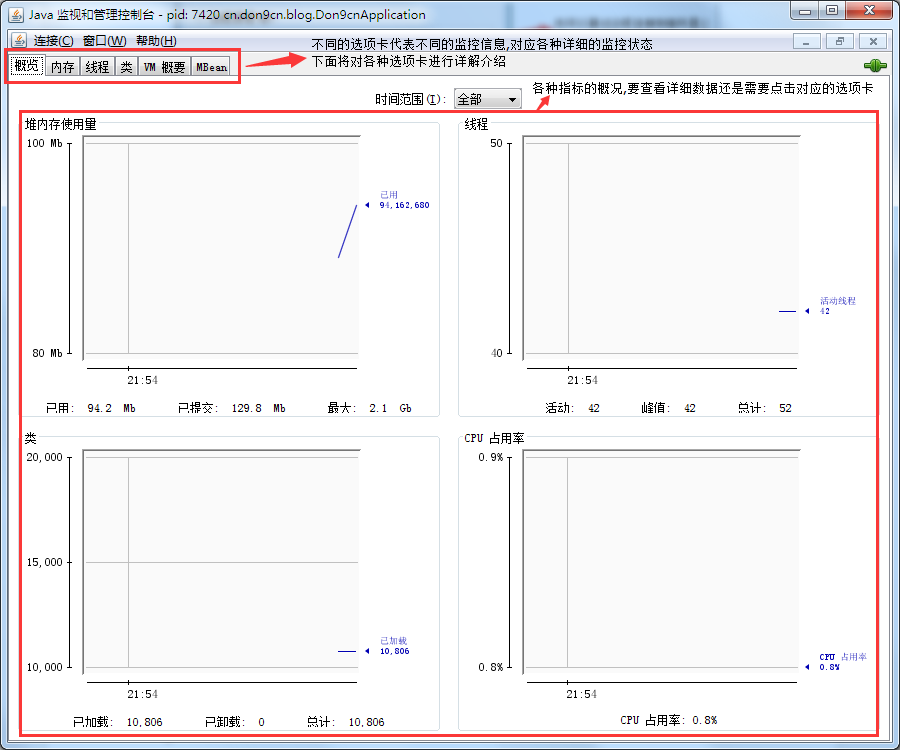 Java 监视和管理控制台 - pid: 7420 cn.don9cn.blog.Don9cnApplication
连接(C) 窗口(W) 帮助(H)
不同的选项卡代表不同的监控信息,对应各种详细的监控状态
概览 内存 线程 类 VM 概要 MBean
下面将对各种选项卡进行详解介绍
时间范围(I): 全部
各种指标的概况,要查看详细数据还是需要点击对应的选项卡
堆内存使用量
100 Mb
已用
94,162,680
80 Mb
21:54
已用: 94.2 Mb 已提交: 129.8 Mb 最大: 2.1 Gb
线程
50
活动线程
42
40
21:54
活动: 42 峰值: 42 总计: 52
类
20,000
15,000
已加载
10,806
10,000
21:54
已加载: 10,806 已卸载: 0 总计: 10,806
CPU 占用率
0.9%
CPU 占用率
0.8%
0.8%
21:54
CPU 占用率: 0.8%